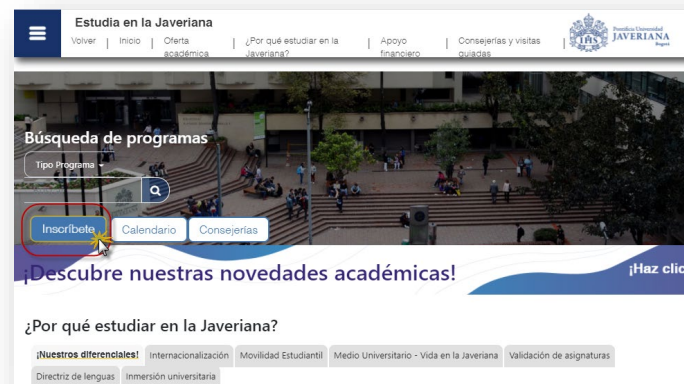 Estudia en la Javeriana
Volver | Inicio | Oferta académica | ¿Por qué estudiar en la Javeriana? | Apoyo financiero | Consejerías y visitas guiadas |
Pontificia Universidad
JAVERIANA
Bogotá
Búsqueda de programas
Tipo Programa
Inscríbete
Calendario
Consejerías
¡Descubre nuestras novedades académicas!
¡Haz clic
¿Por qué estudiar en la Javeriana?
¡Nuestros diferenciales! Internacionalización Movilidad Estudiantil Medio Universitario - Vida en la Javeriana Validación de asignaturas
Directriz de lenguas Inmersión universitaria